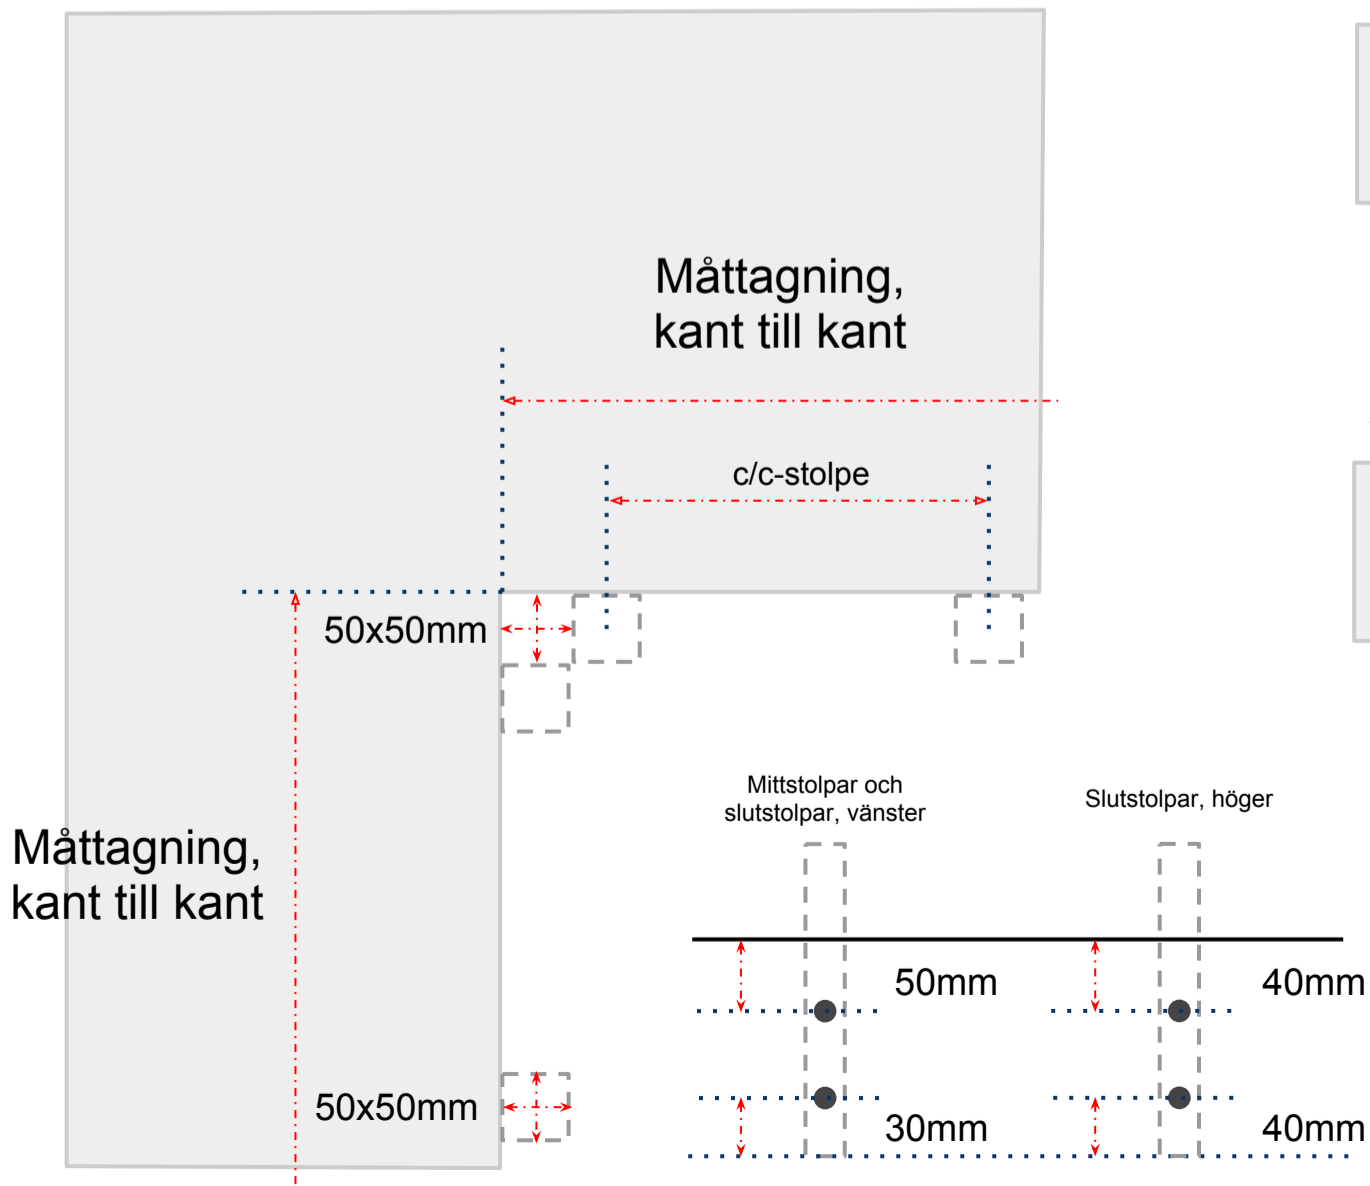 Måttagning,
kant till kant
c/c-stolpe
50x50mm
Mittstolpar och
slutstolpar, vänster
Slutstolpar, höger
Måttagning,
kant till kant
50mm
40mm
50x50mm
30mm
40mm